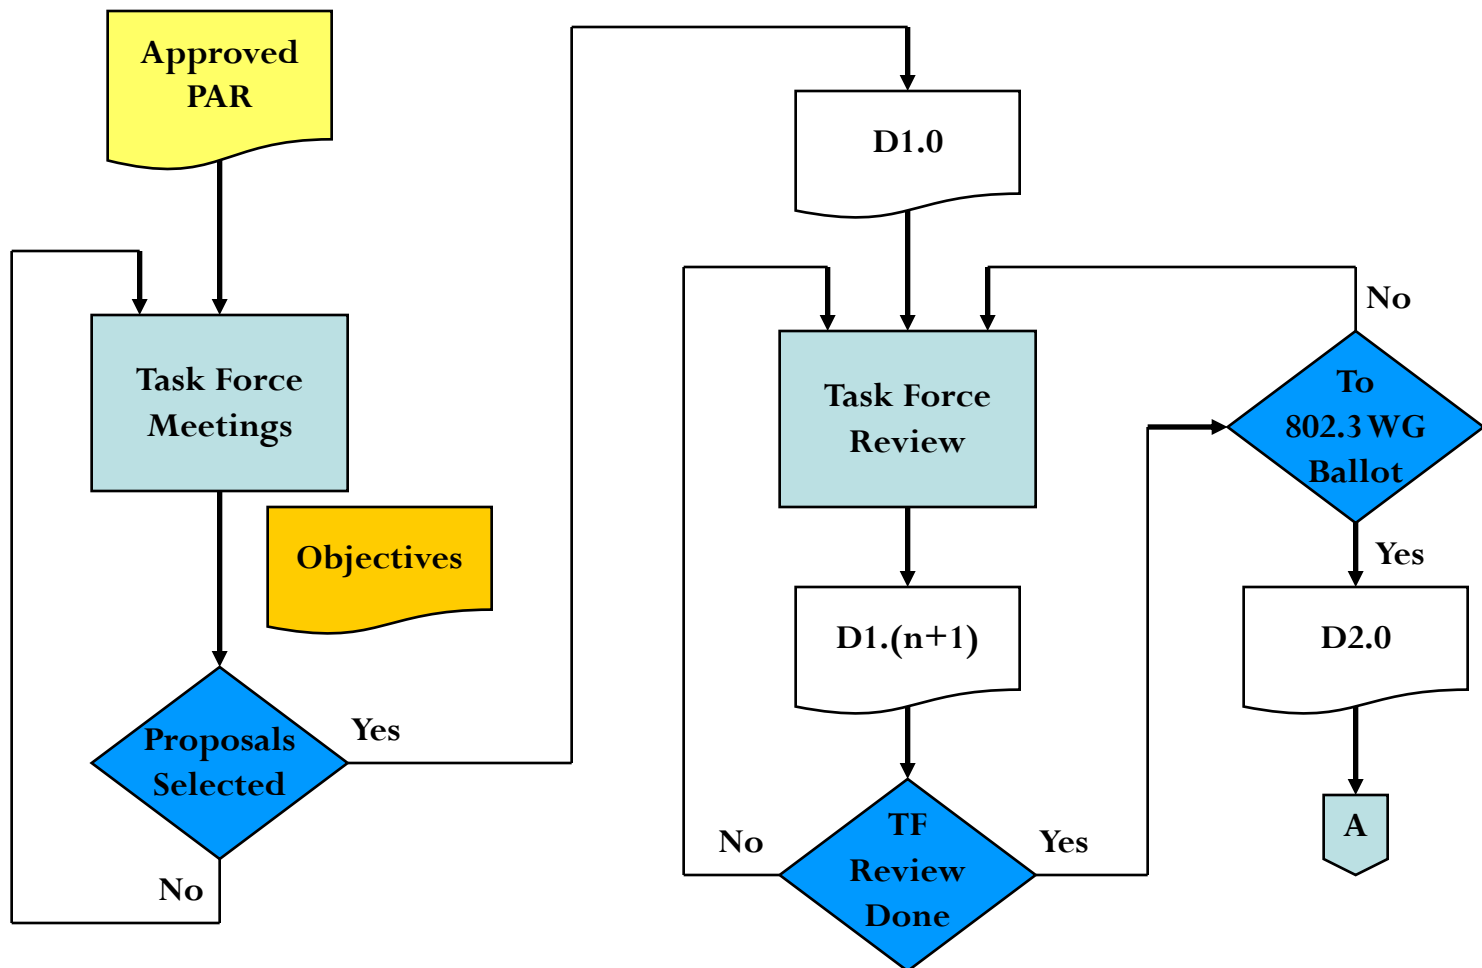 Approved
PAR
Task Force
Meetings
Objectives
Proposals
Selected
Yes
No
D1.0
Task Force
Review
D1.(n+1)
TF
Review
Done
No
Yes
To
802.3 WG
Ballot
No
Yes
D2.0
A